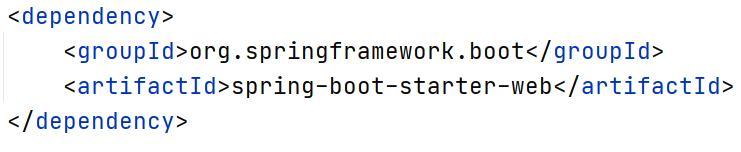 <dependency>
    <groupId>org.springframework.boot</groupId>
    <artifactId>spring-boot-starter-web</artifactId>
</dependency>